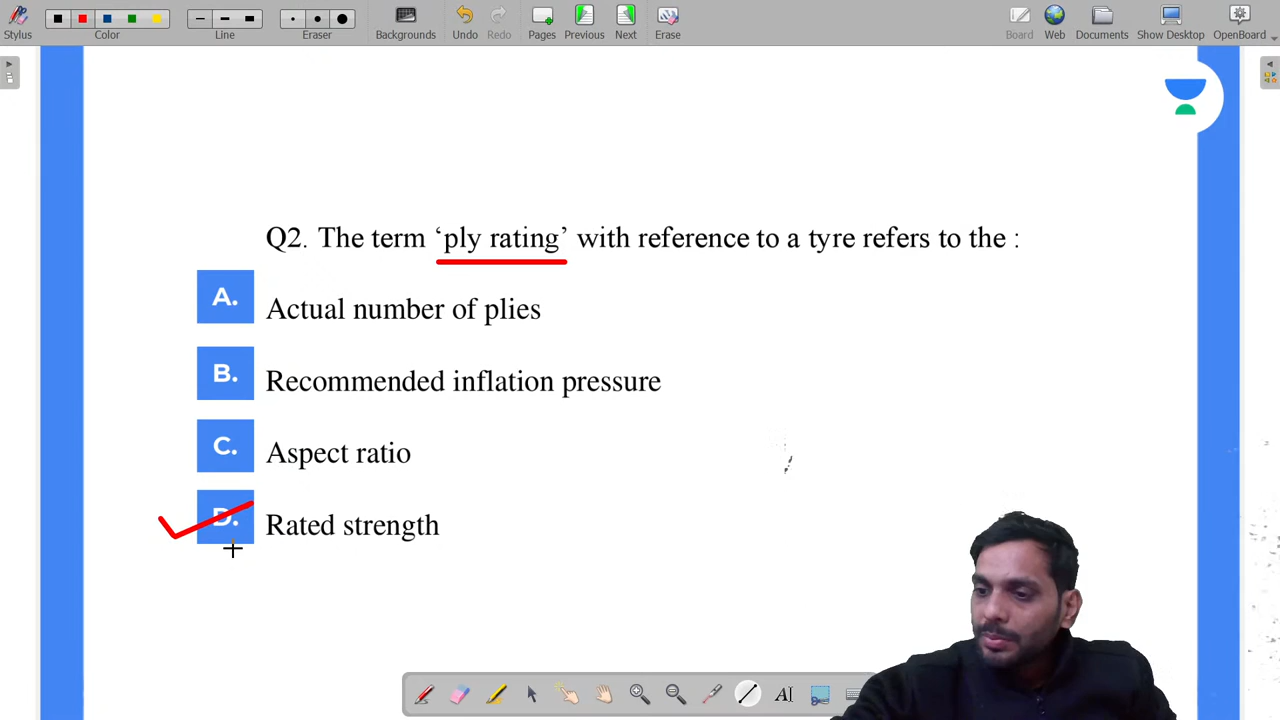 Stylus
Color
Line
Eraser
Backgrounds
Undo
Redo
Pages
Previous
Next
Erase
Board
Web
Documents
Show Desktop
OpenBoard
Q2. The term ‘ply rating’ with reference to a tyre refers to the :
A. Actual number of plies
B. Recommended inflation pressure
C. Aspect ratio
D. Rated strength
AI